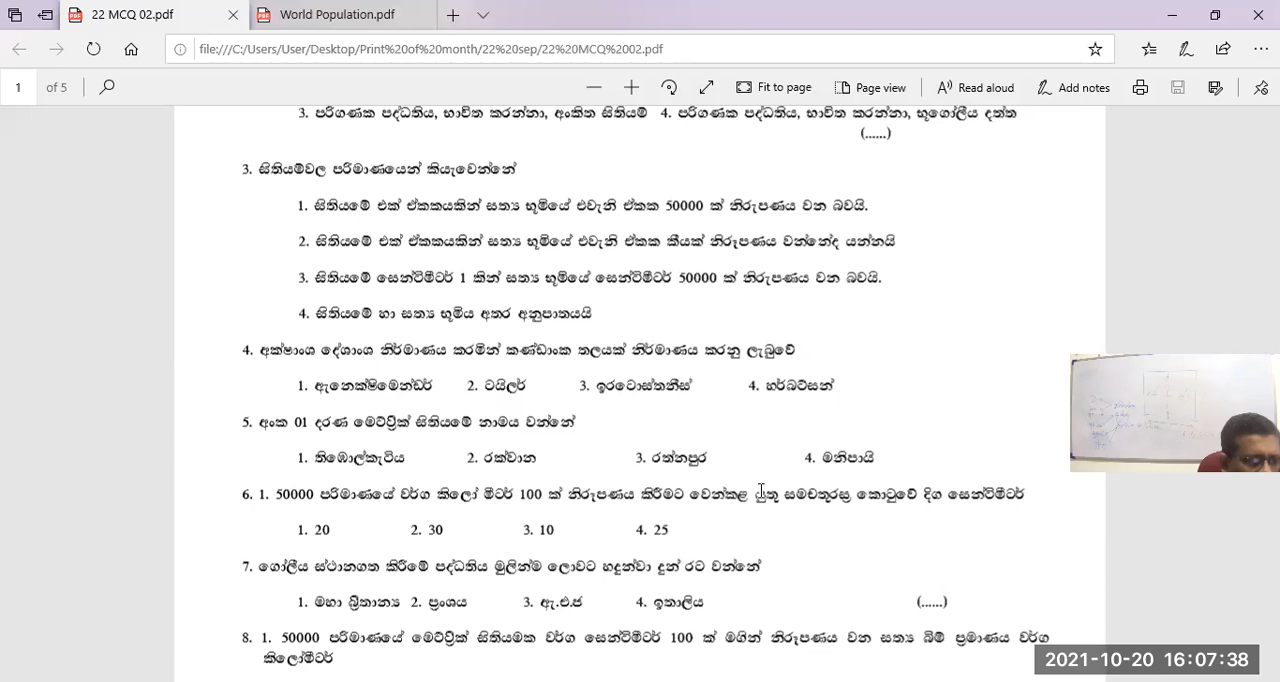 22 MCQ 02.pdf
World Population.pdf
file:///C:/Users/User/Desktop/Print%20of%20month/22%20sep/22%20MCQ%2002.pdf
1 of 5
Fit to page
Page view
Read aloud
Add notes
3. පරිගණක පද්ධතිය, භාවිත කරන්නා, අංකිත සිතියම් 4. පරිගණක පද්ධතිය, භාවිත කරන්නා, භූගෝලීය දත්ත
(......)
3. සිතියම්වල පරිමාණයෙන් කියැවෙන්නේ
1. සිතියමේ එක් ඒකකයකින් සත්‍ය භූමියේ එවැනි ඒකක 50000 ක් නිරූපණය වන බවයි.
2. සිතියමේ එක් ඒකකයකින් සත්‍ය භූමියේ එවැනි ඒකක කීයක් නිරූපණය වන්නේද යන්නයි
3. සිතියමේ සෙන්ටිමීටර් 1 කින් සත්‍ය භූමියේ සෙන්ටිමීටර් 50000 ක් නිරූපණය වන බවයි.
4. සිතියමේ හා සත්‍ය භූමිය අතර අනුපාතයයි
4. අක්ෂාංශ දේශාංශ නිර්මාණය කරමින් කණ්ඩාංක තලයක් නිර්මාණය කරනු ලැබුවේ
1. ඇනෙක්සිමෙන්ඩර් 2. ටයිලර් 3. ඉරටොස්තනීස් 4. හර්බට්සන්
5. අංක 01 දරණ මෙට්ට්‍රික් සිතියමේ නාමය වන්නේ
1. තිඹොල්කැටිය 2. රක්වාන 3. රත්නපුර 4. මනිපායි
6. 1. 50000 පරිමාණයේ වර්ග කිලෝ මීටර් 100 ක් නිරූපණය කිරීමට වෙන්කළ යුතු සමචතුරස්‍ර කොටුවේ දිග සෙන්ටිමීටර්
1. 20 2. 30 3. 10 4. 25
7. ගෝලීය ස්ථානගත කිරීමේ පද්ධතිය මුලින්ම ලොවට හඳුන්වා දුන් රට වන්නේ
1. මහා බ්‍රිතාන්‍ය 2. ප්‍රංශය 3. ඇ.එ.ජ 4. ඉතාලිය (......)
8. 1. 50000 පරිමාණයේ මෙට්ට්‍රික් සිතියමක වර්ග සෙන්ටිමීටර් 100 ක් මගින් නිරූපණය වන සත්‍ය බිම් ප්‍රමාණය වර්ග
කිලෝමීටර්
2021-10-20 16:07:38